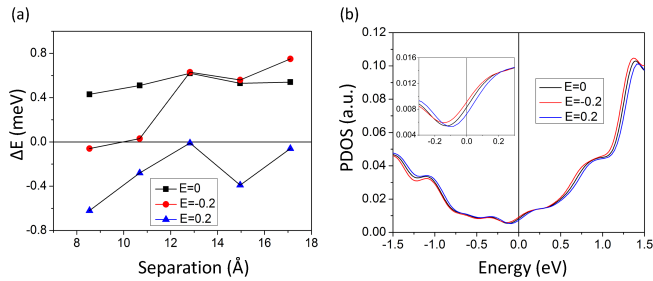 (a)
ΔE (meV)
0.8
0.4
0.0
-0.4
-0.8
E=0
E=-0.2
E=0.2
8 10 12 14 16 18
Separation (Å)
(b)
PDOS (a.u.)
0.12
0.10
0.08
0.06
0.04
0.02
0.00
0.016
0.012
0.008
0.004
-0.2 0.0 0.2
E=0
E=-0.2
E=0.2
-1.5 -1.0 -0.5 0.0 0.5 1.0 1.5
Energy (eV)